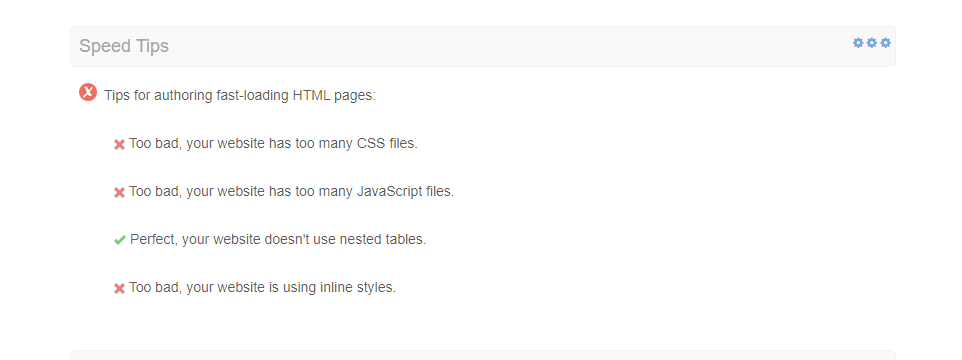 Speed Tips
Tips for authoring fast-loading HTML pages:
Too bad, your website has too many CSS files.
Too bad, your website has too many JavaScript files.
Perfect, your website doesn't use nested tables.
Too bad, your website is using inline styles.